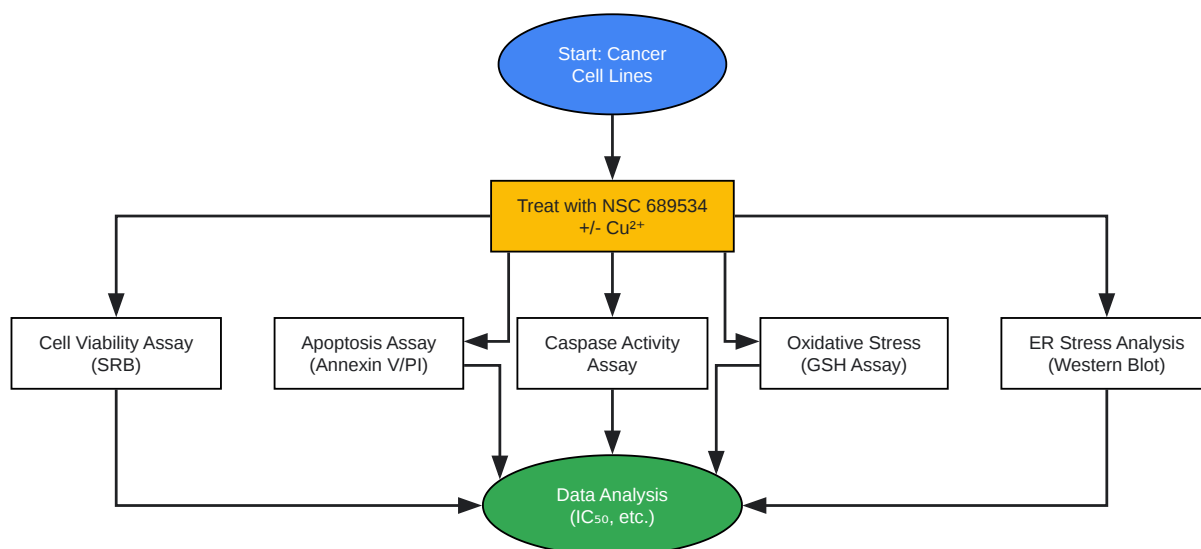 Start: Cancer
Cell Lines
Treat with NSC 689534
+/- Cu²⁺
Cell Viability Assay
(SRB)
Apoptosis Assay
(Annexin V/PI)
Caspase Activity
Assay
Oxidative Stress
(GSH Assay)
ER Stress Analysis
(Western Blot)
Data Analysis
(IC₅₀, etc.)